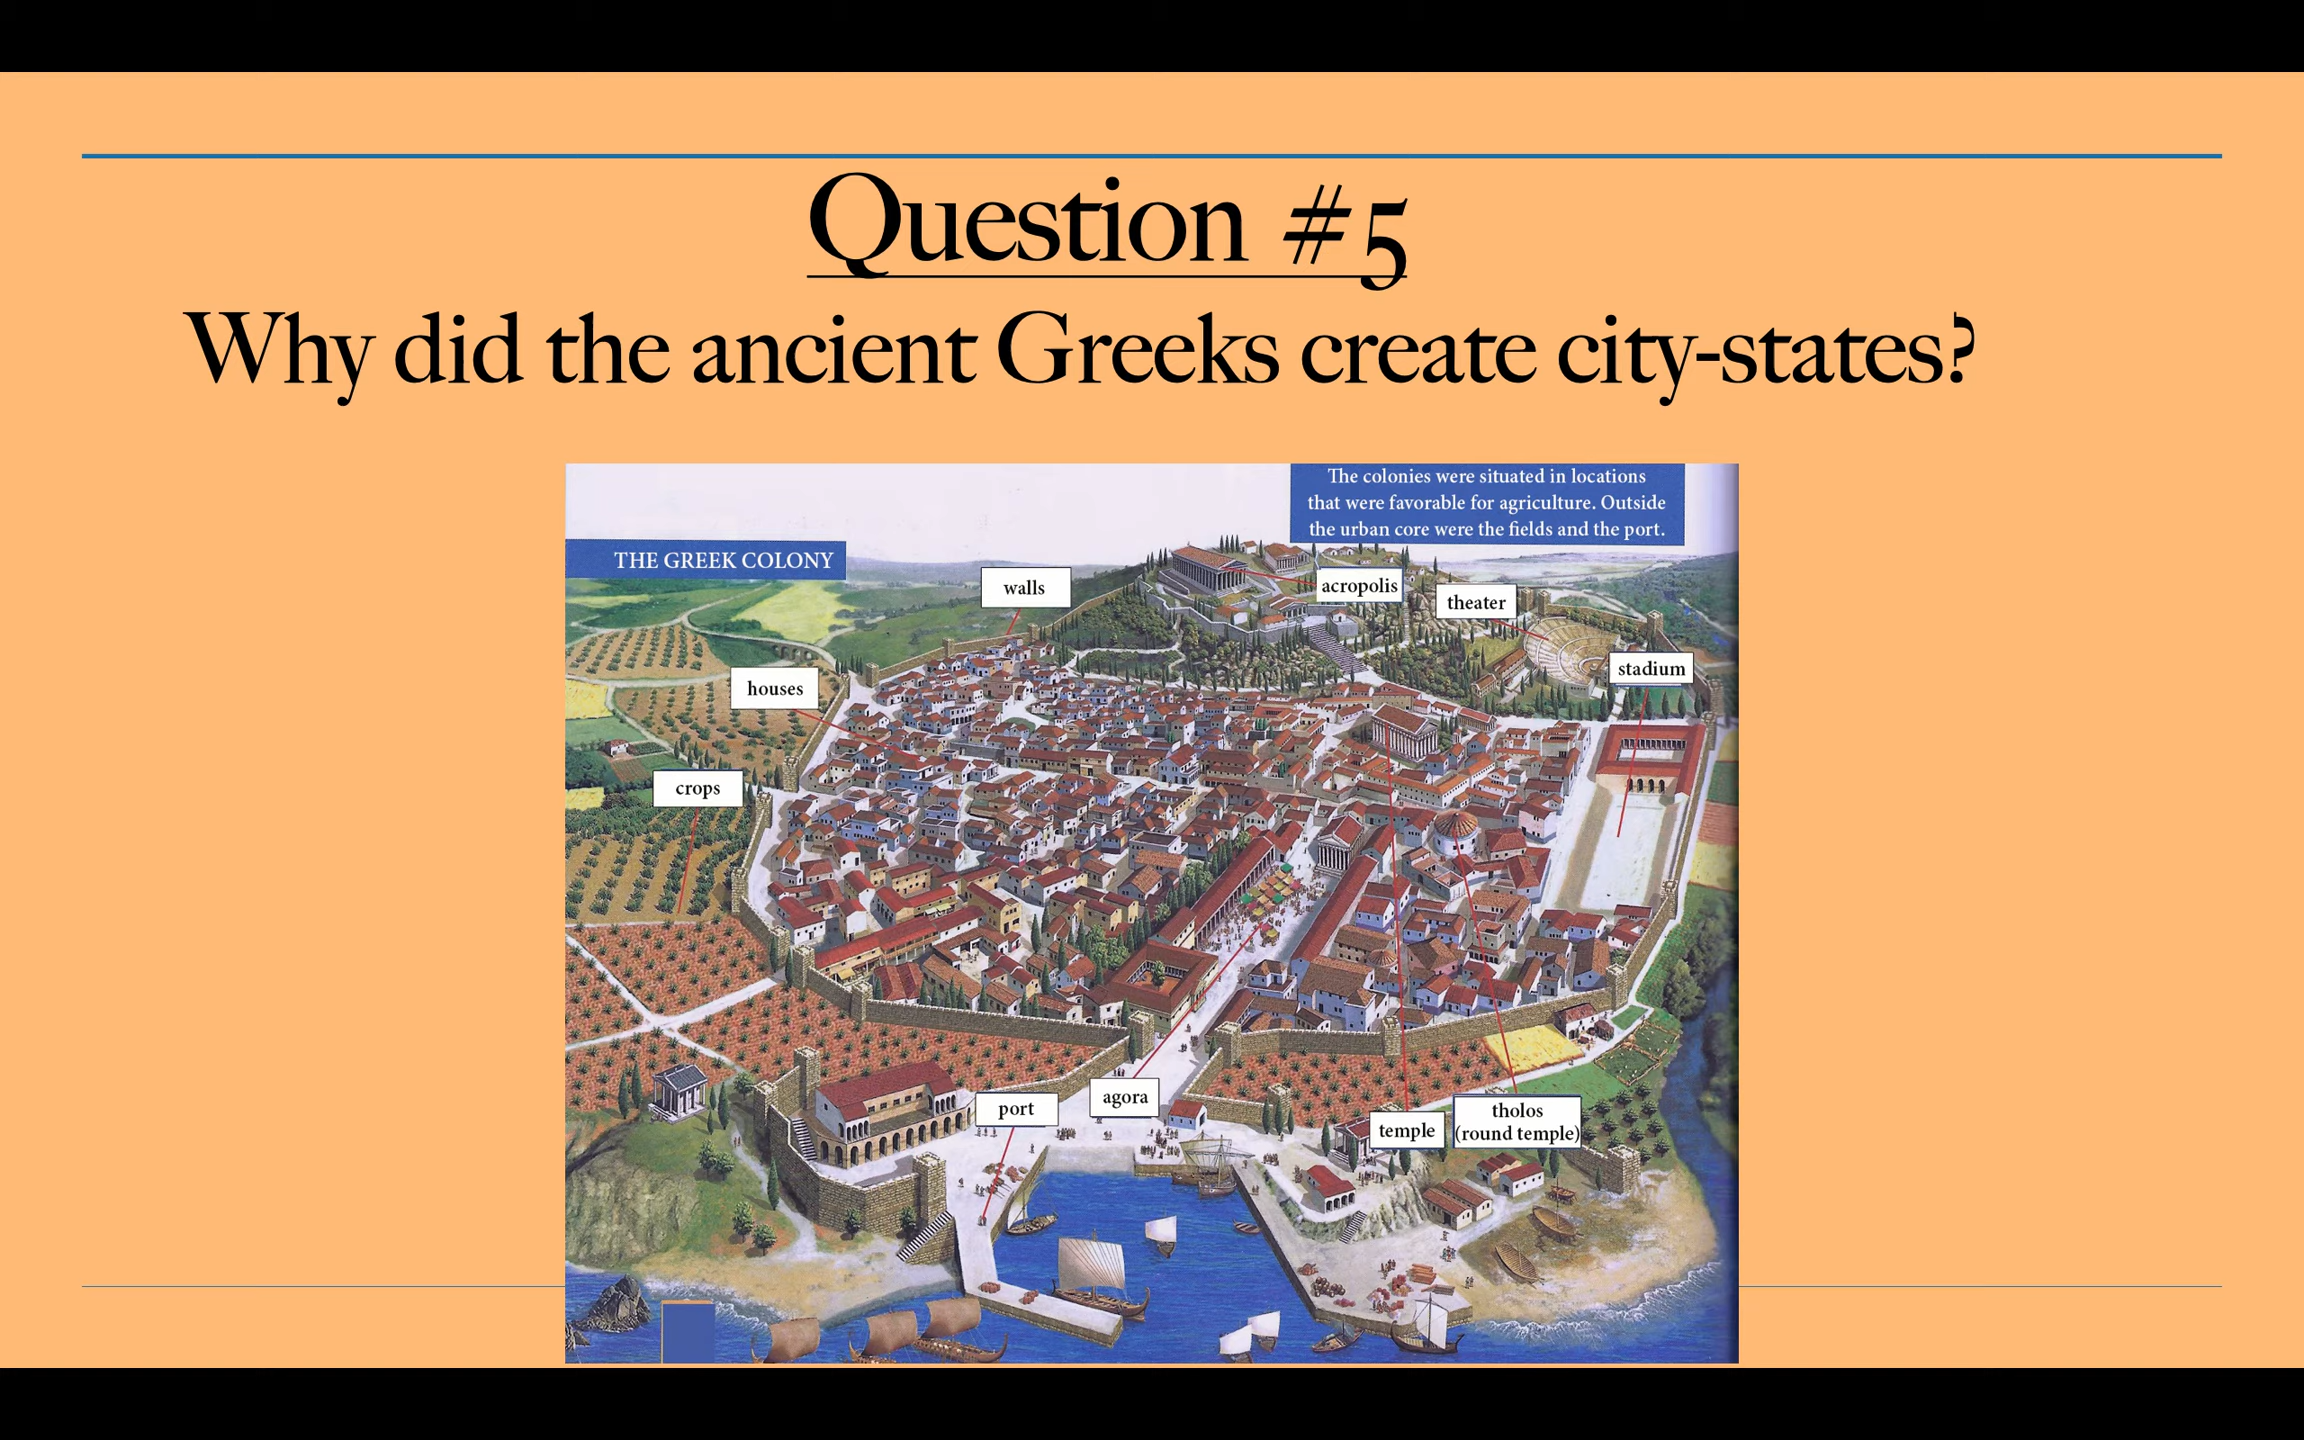 Question #5
Why did the ancient Greeks create city-states?
The colonies were situated in locations
that were favorable for agriculture. Outside
the urban core were the fields and the port.
THE GREEK COLONY
walls
acropolis
theater
stadium
houses
crops
port
agora
temple
tholos
(round temple)